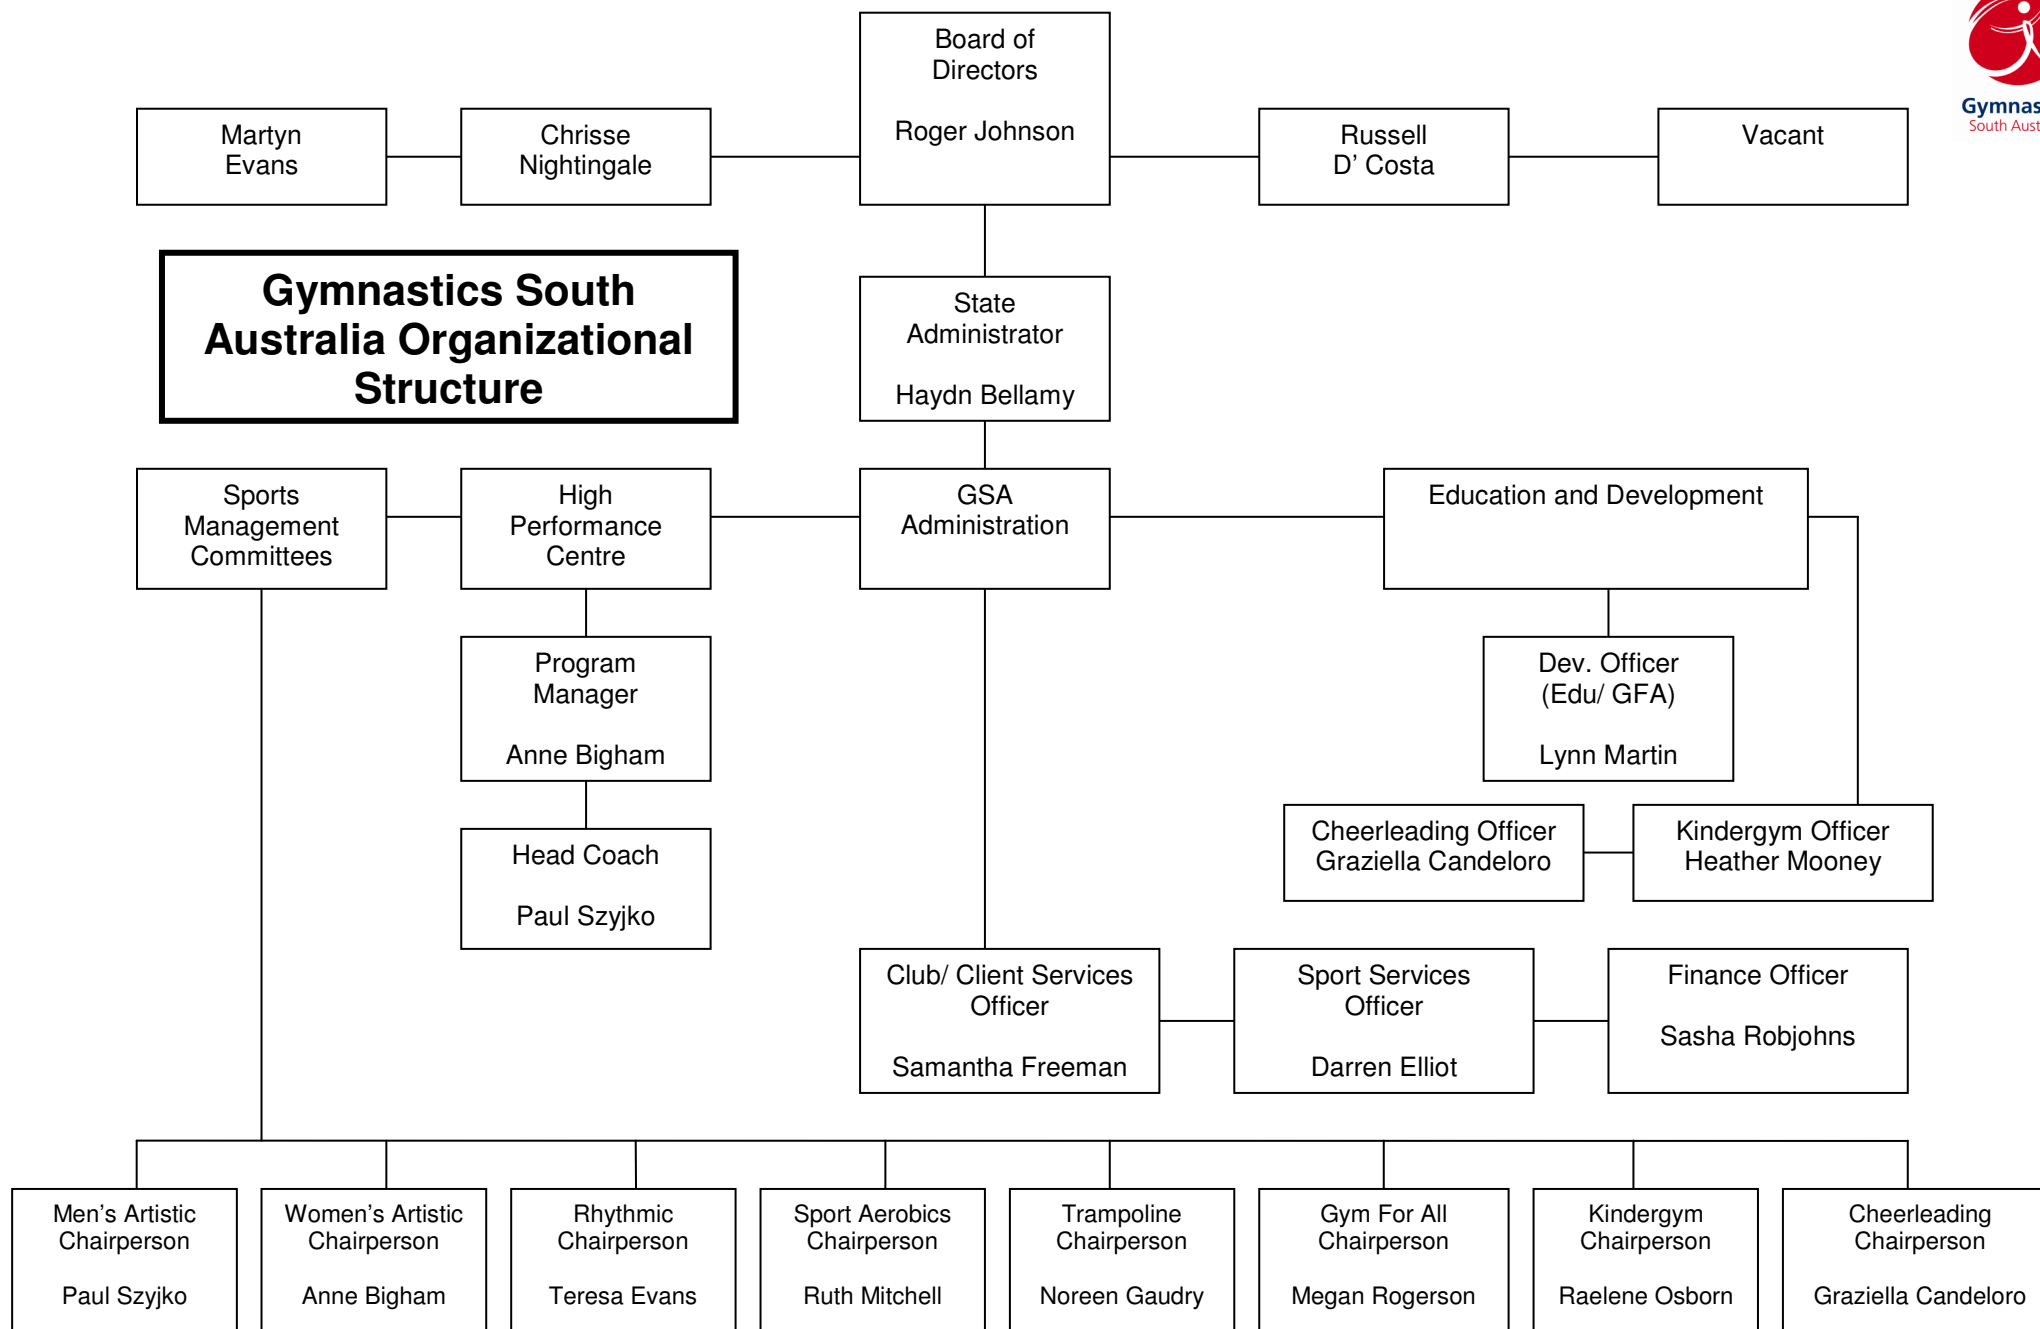 Board of
Directors
Roger Johnson
Martyn
Evans
Chrisse
Nightingale
Russell
D' Costa
Vacant
South
Gymnastics South
Australia Organizational
Structure
State
Administrator
Haydn Bellamy
Sports
Management
Committees
High
Performance
Centre
GSA
Administration
Education and Development
Program
Manager
Anne Bigham
Dev. Officer
(Edu/ GFA)
Lynn Martin
Head Coach
Paul Szyjko
Cheerleading Officer
Graziella Candeloro
Kindergym Officer
Heather Mooney
Club/ Client Services
Officer
Samantha Freeman
Sport Services
Officer
Darren Elliot
Finance Officer
Sasha Robjohns
Men's Artistic
Chairperson
Paul Szyjko
Women's Artistic
Chairperson
Anne Bigham
Rhythmic
Chairperson
Teresa Evans
Sport Aerobics
Chairperson
Ruth Mitchell
Trampoline
Chairperson
Noreen Gaudry
Gym For All
Chairperson
Megan Rogerson
Kindergym
Chairperson
Raelene Osborn
Cheerleading
Chairperson
Graziella Candeloro